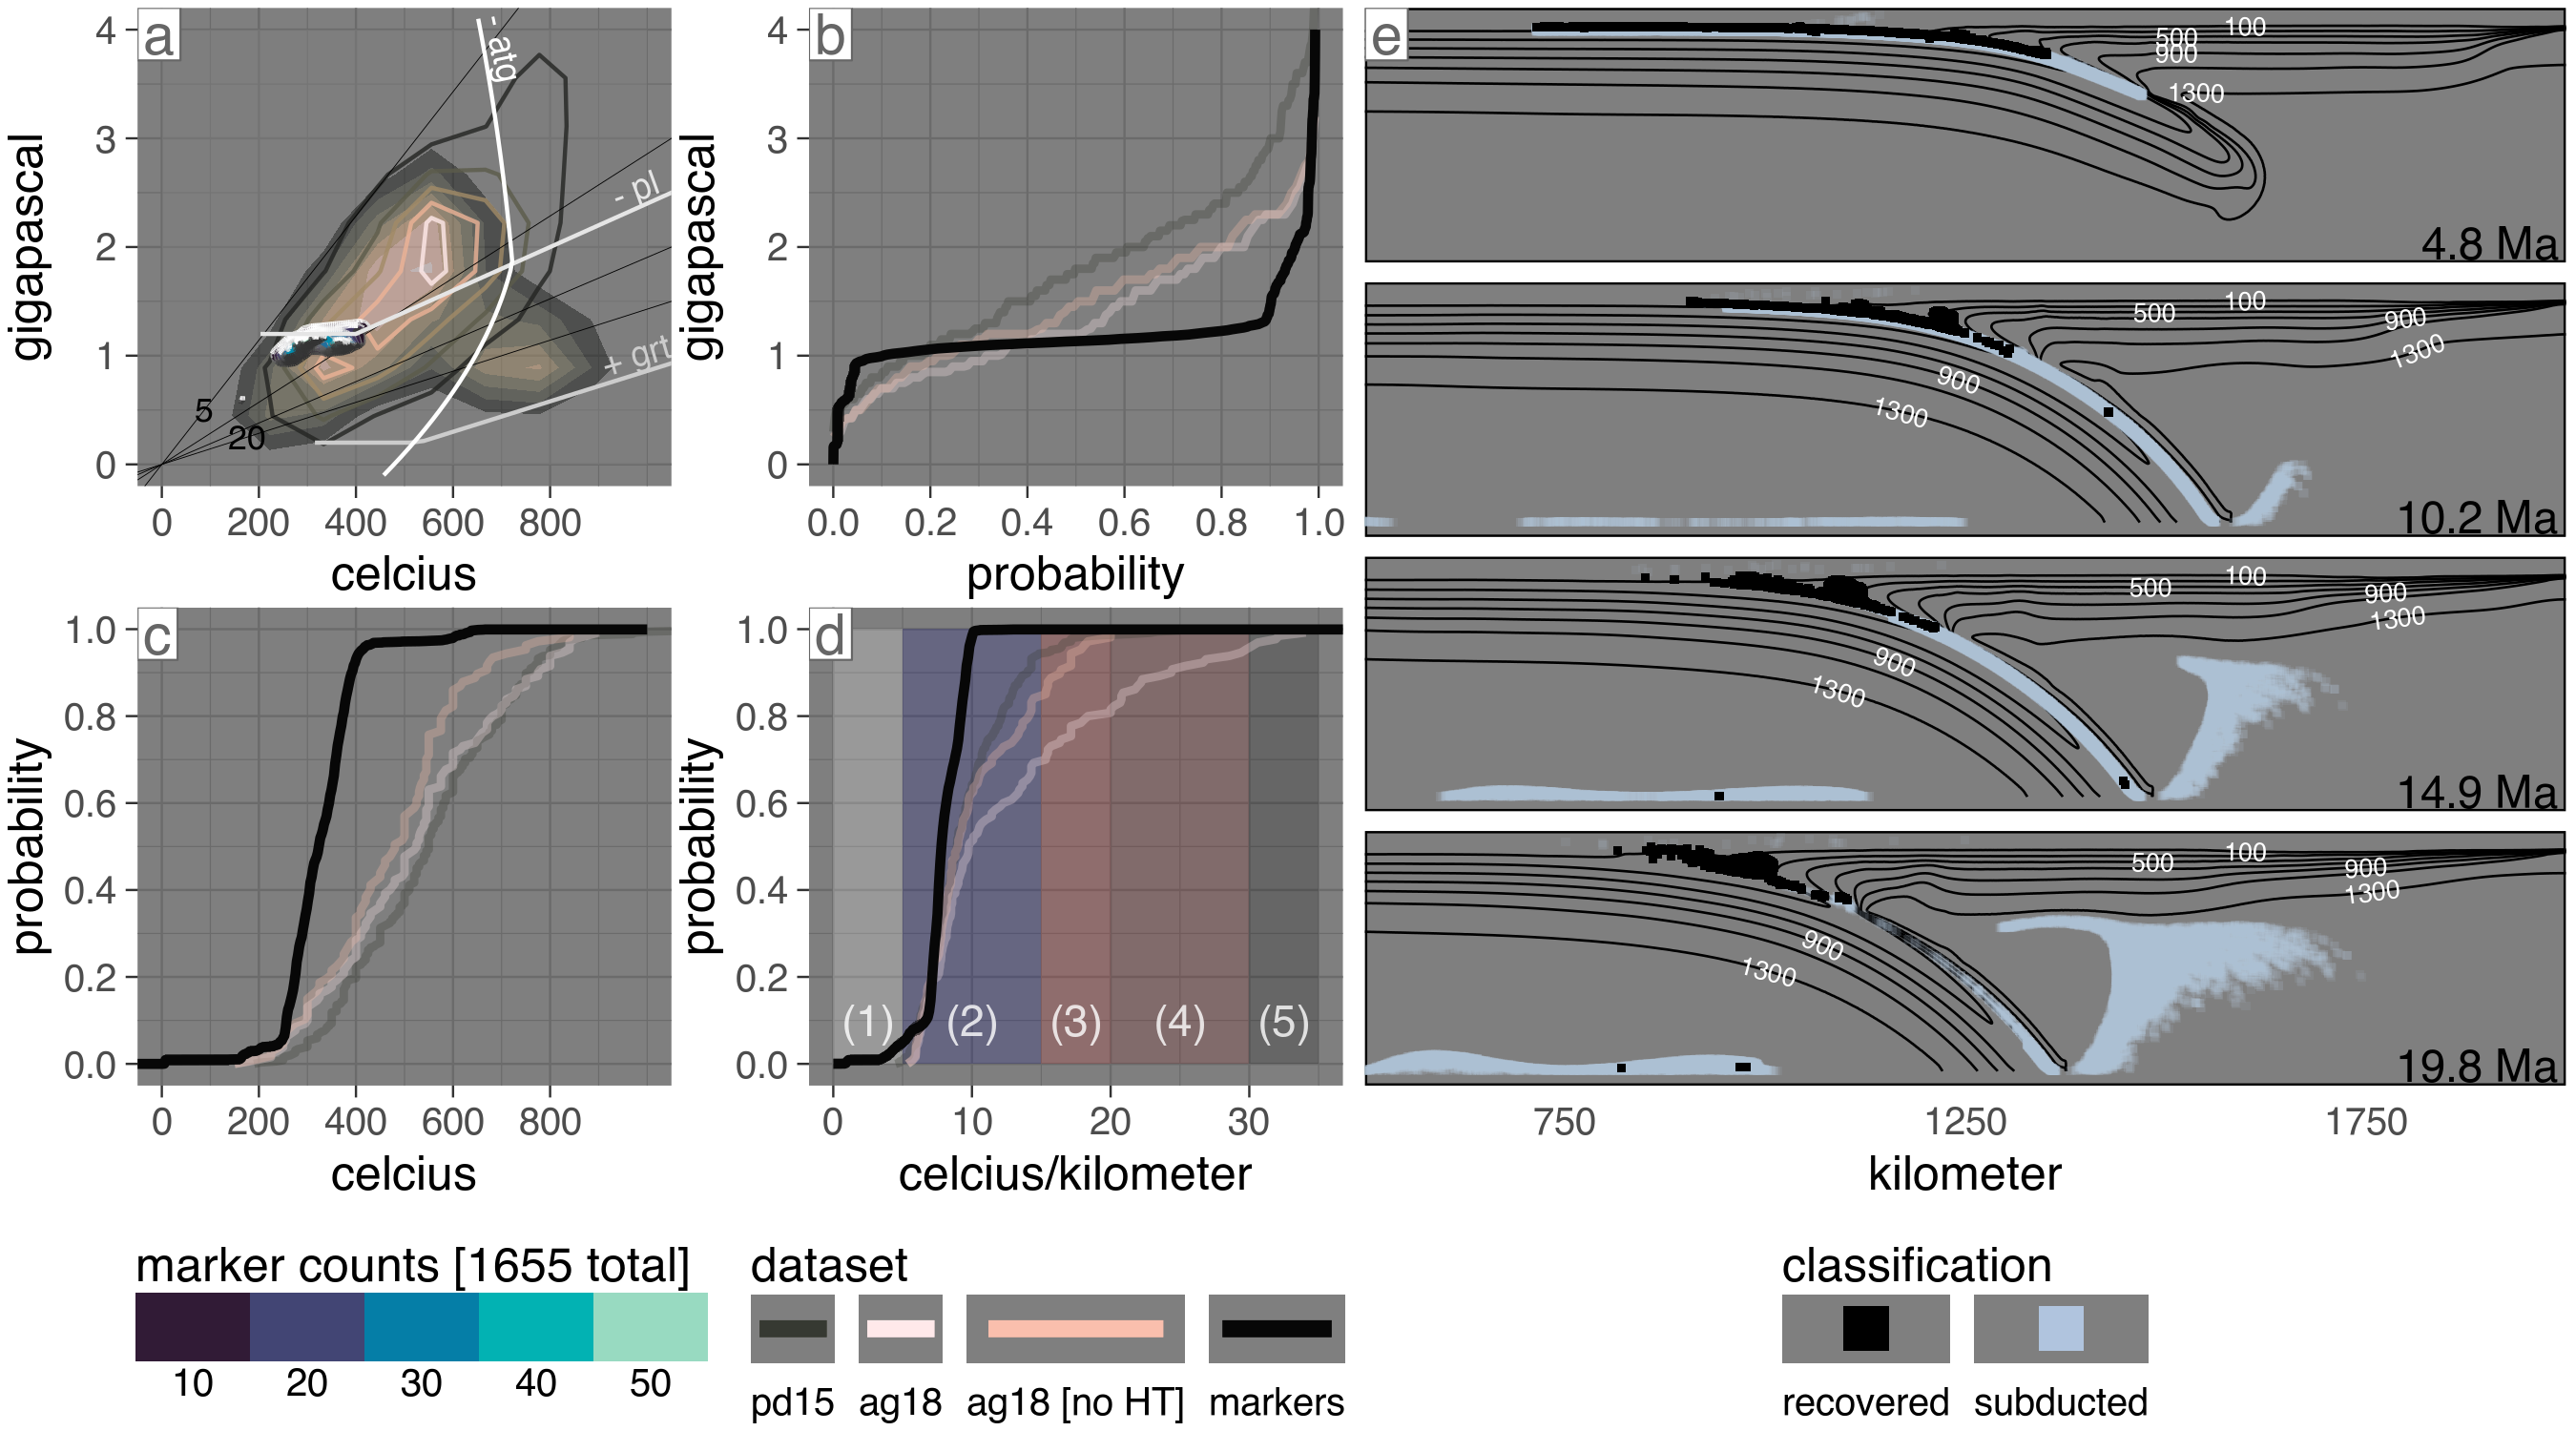 a
4
3
2
1
0
gigapascal
- atg
- pl
+ grt
5
20
0
200
400
600
800
celcius
b
4
3
2
1
0
gigapascal
0.0
0.2
0.4
0.6
0.8
1.0
probability
c
1.0
0.8
0.6
0.4
0.2
0.0
probability
0
200
400
600
800
celcius
d
1.0
0.8
0.6
0.4
0.2
0.0
probability
(1)
(2)
(3)
(4)
(5)
0
10
20
30
celcius/kilometer
e
100
500
900
1300
4.8 Ma
100
500
900
1300
900
1300
10.2 Ma
100
500
900
1300
900
1300
14.9 Ma
100
500
900
1300
900
1300
19.8 Ma
750
1250
1750
kilometer
marker counts [1655 total]
10
20
30
40
50
dataset
pd15
ag18
ag18 [no HT]
markers
classification
recovered
subducted